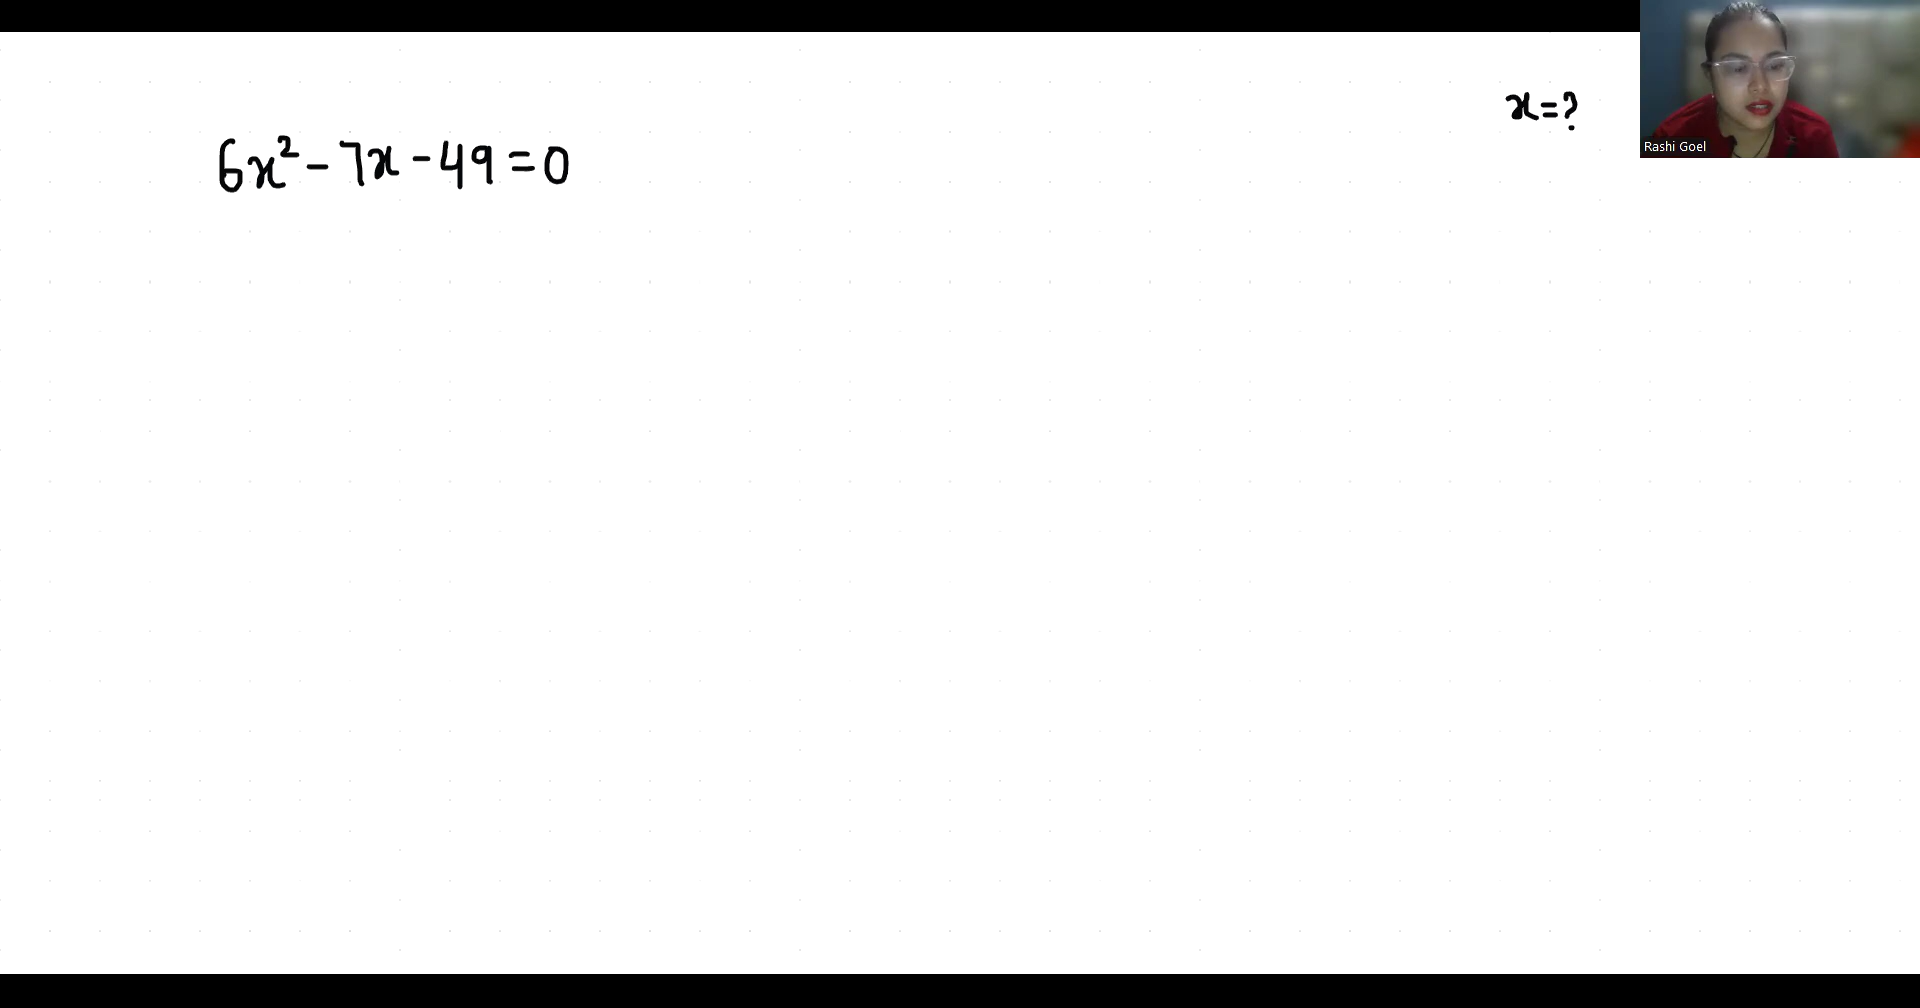 x=?
Rashi Goel
6x² - 7x - 49 = 0